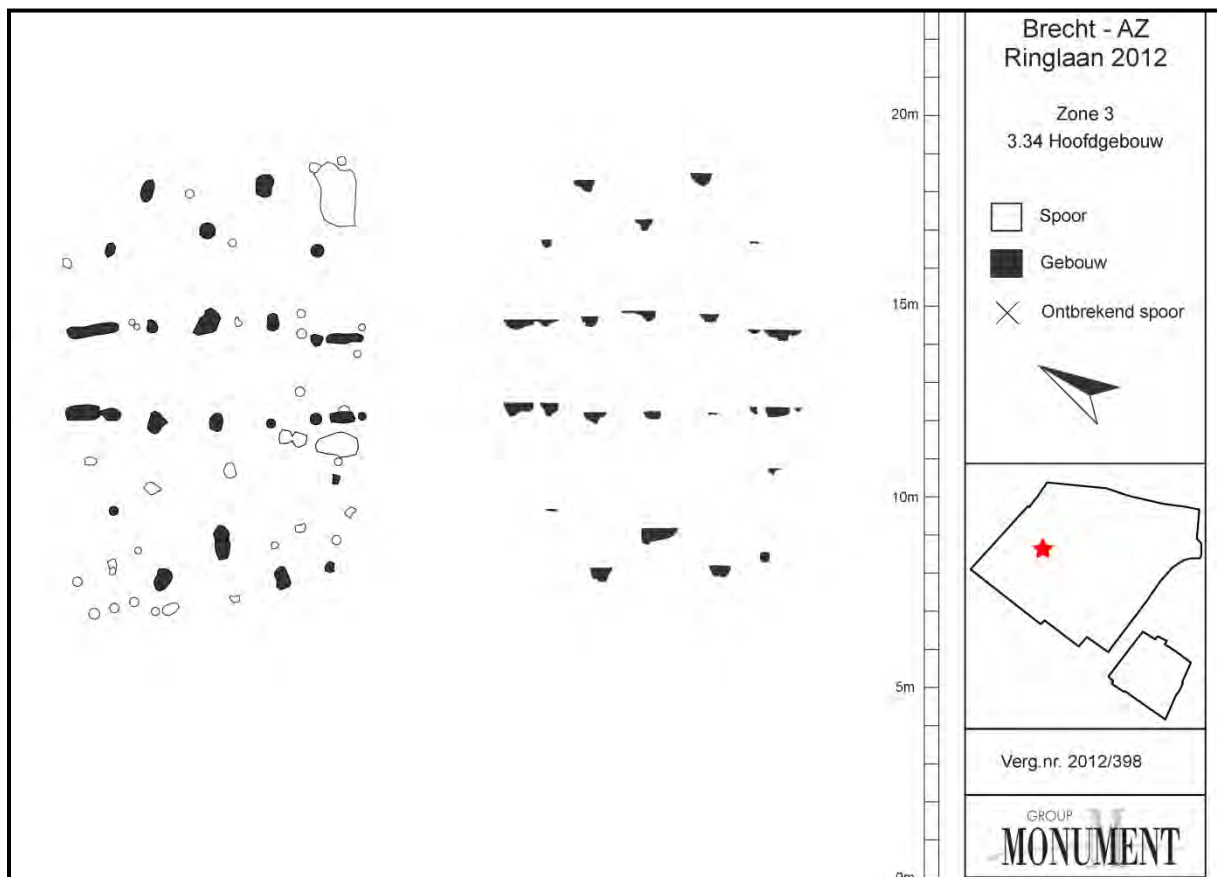 Brecht - AZ
Ringlaan 2012
Zone 3
3.34 Hoofdgebouw
Spoor
Gebouw
Ontbrekend spoor
20m
15m
10m
5m
0m
Verg.nr. 2012/398
GROUP
MONUMENT